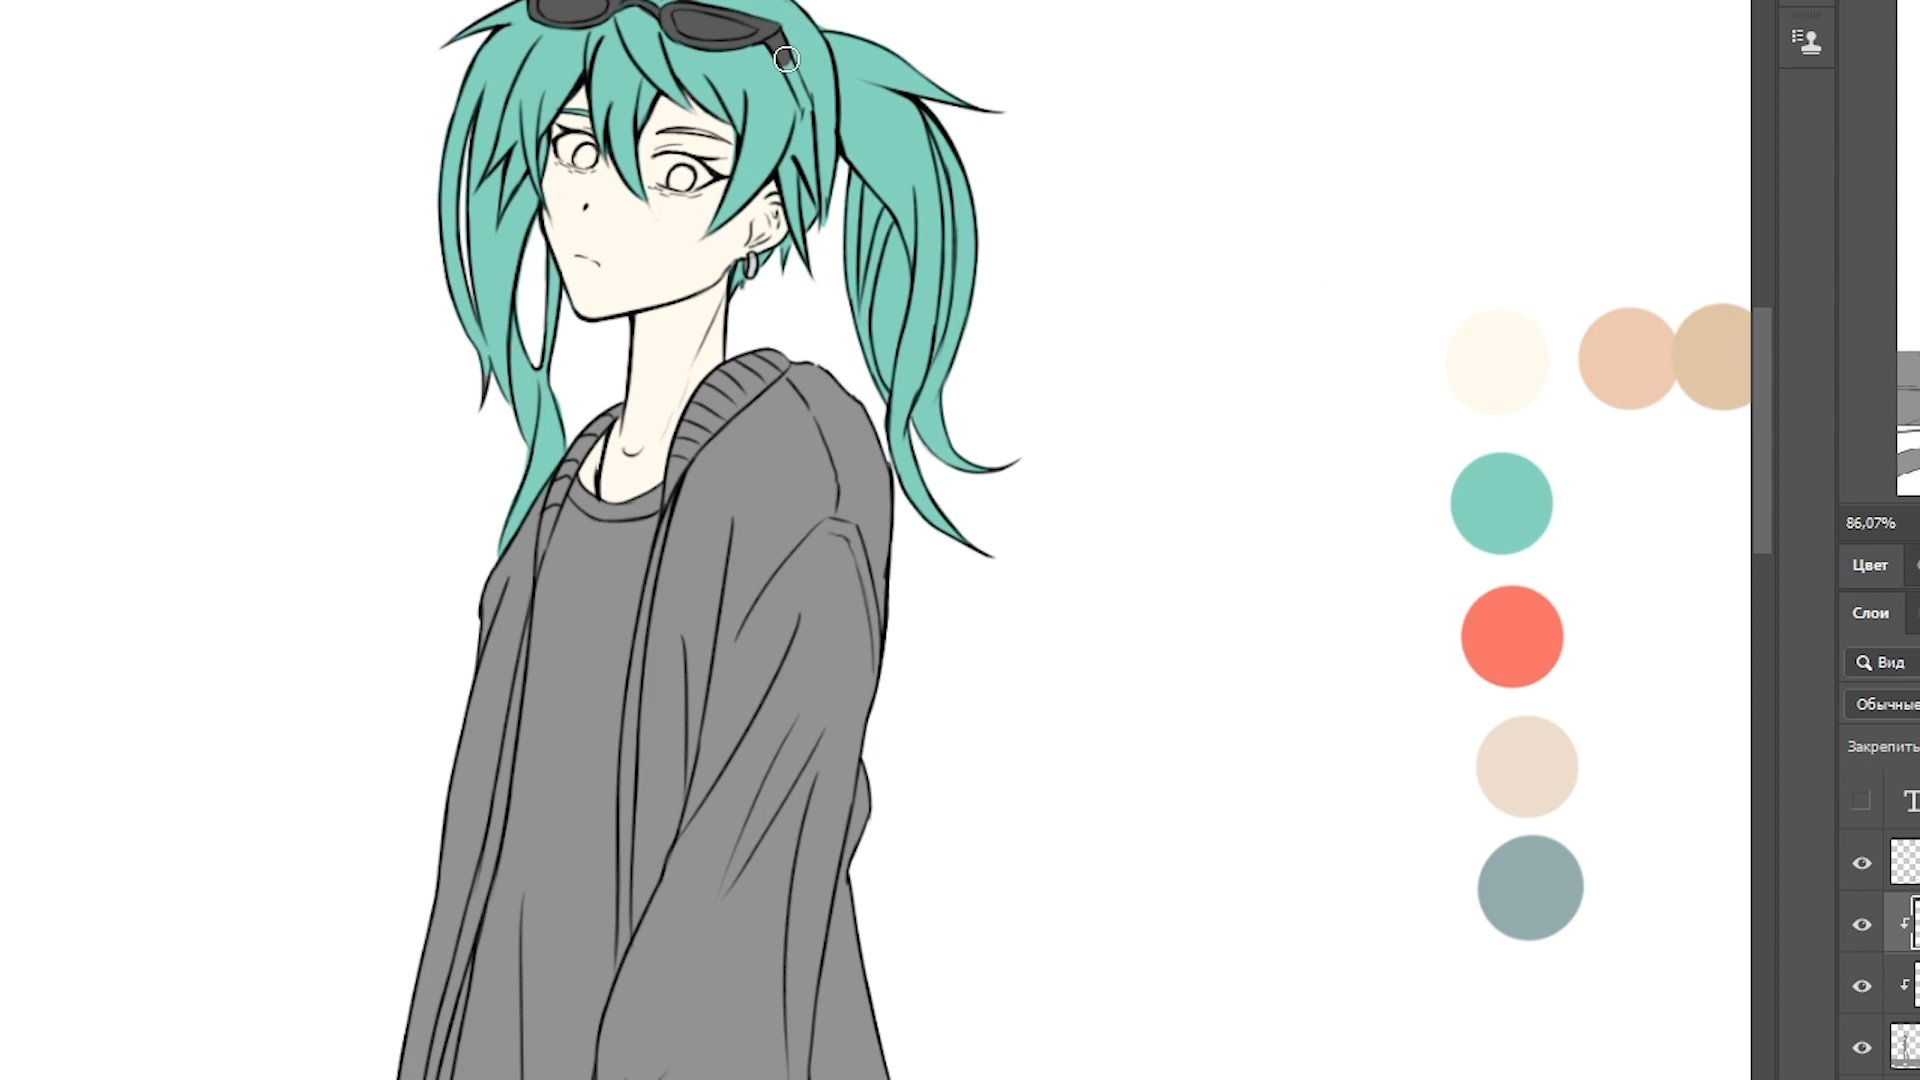 86,07%
Цвет
Слои
Вид
Обычные
Закрепить